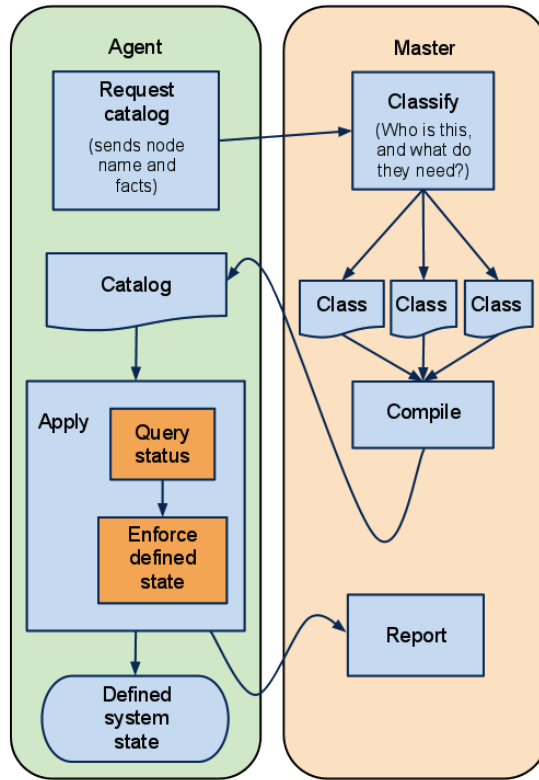 Agent
Request
catalog
(sends node
name and
facts)
Catalog
Apply
Query
status
Enforce
defined
state
Defined
system
state
Master
Classify
(Who is this,
and what do
they need?)
Class
Class
Class
Compile
Report